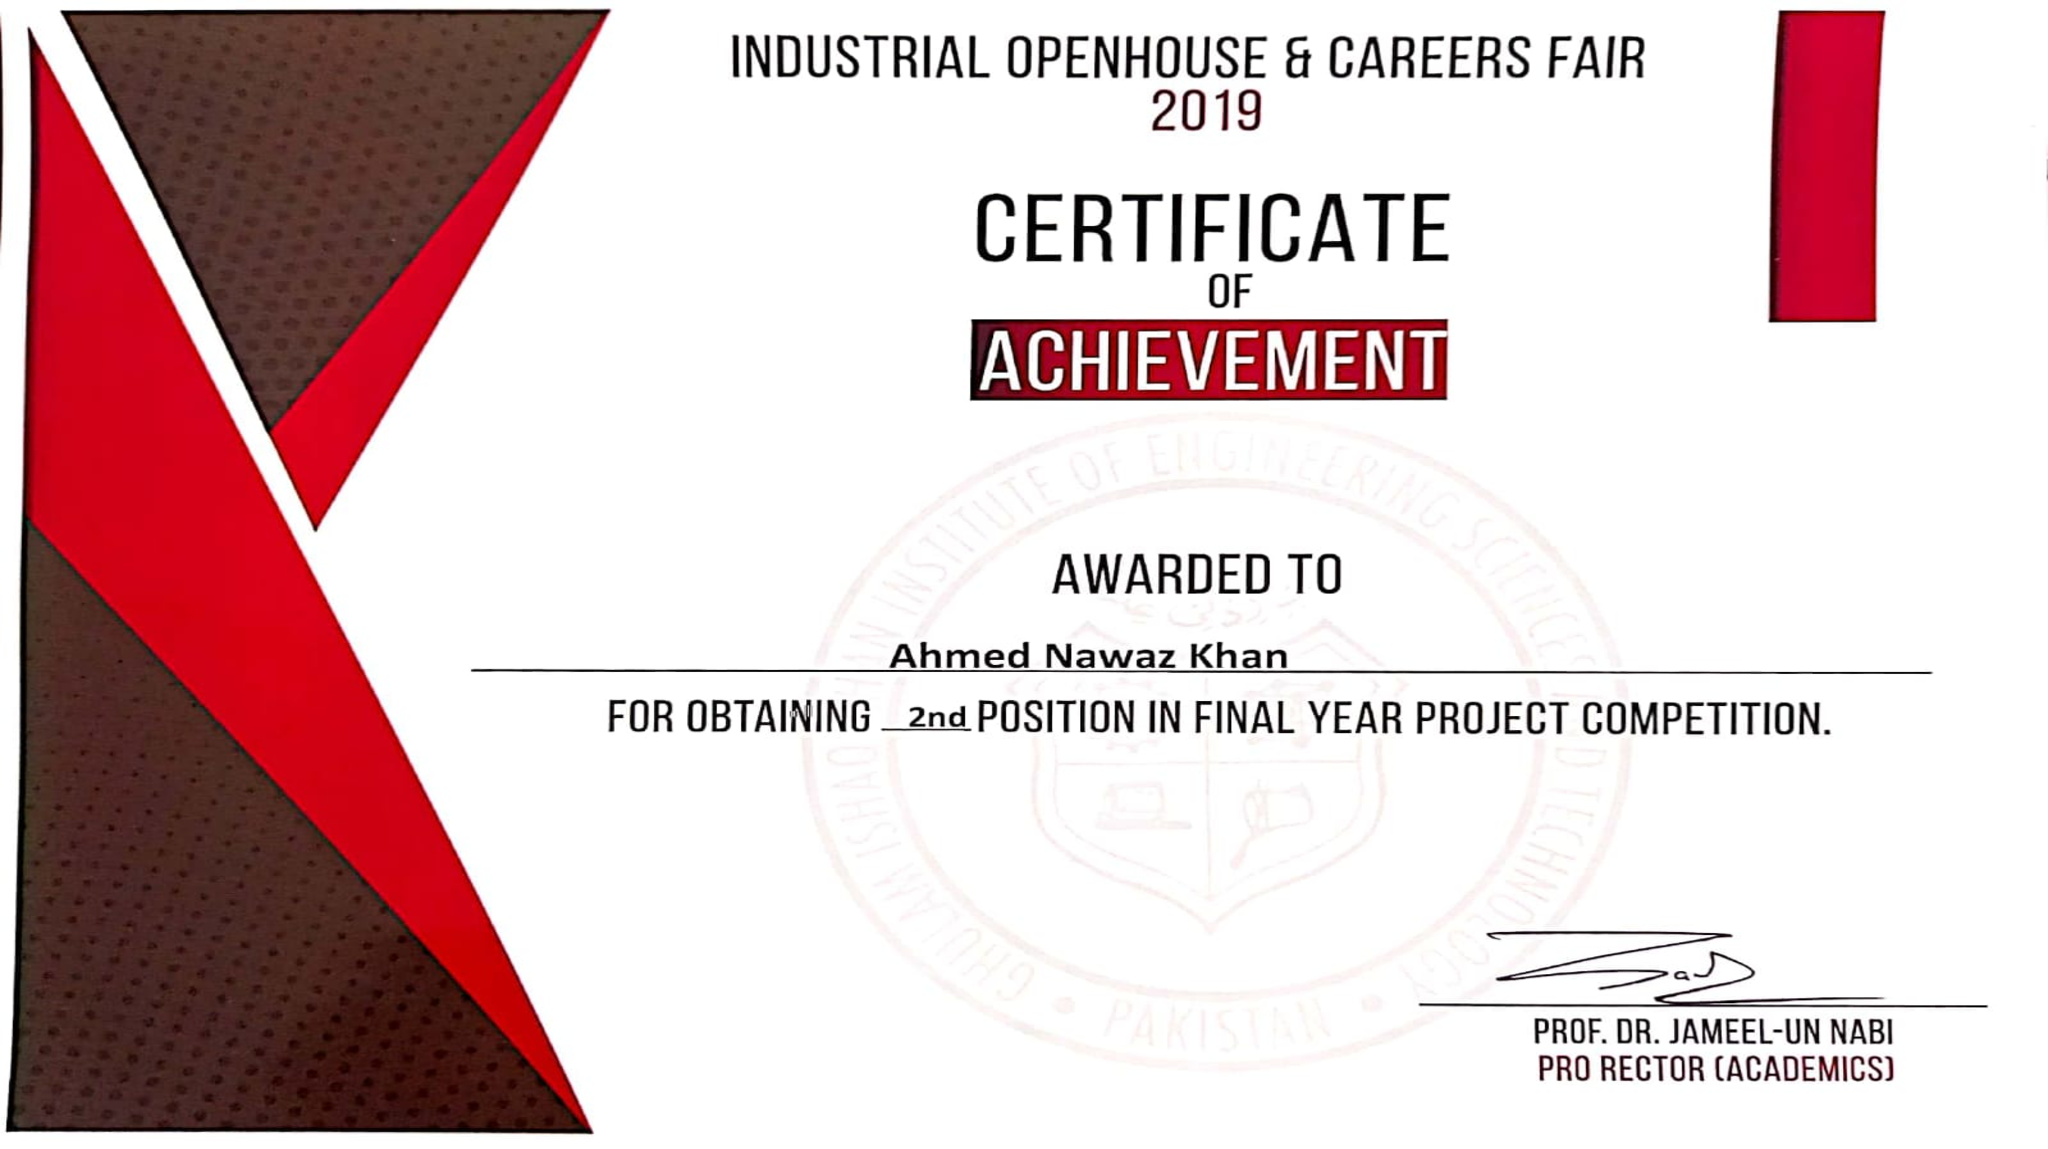 INDUSTRIAL OPENHOUSE & CAREERS FAIR
2019
CERTIFICATE
OF
ACHIEVEMENT
GHULAM ISHAQ KHAN INSTITUTE OF ENGINEERING SCIENCES AND TECHNOLOGY
• PAKISTAN •
AWARDED TO
Ahmed Nawaz Khan
FOR OBTAINING 2nd POSITION IN FINAL YEAR PROJECT COMPETITION.
PROF. DR. JAMEEL-UN NABI
PRO RECTOR (ACADEMICS)